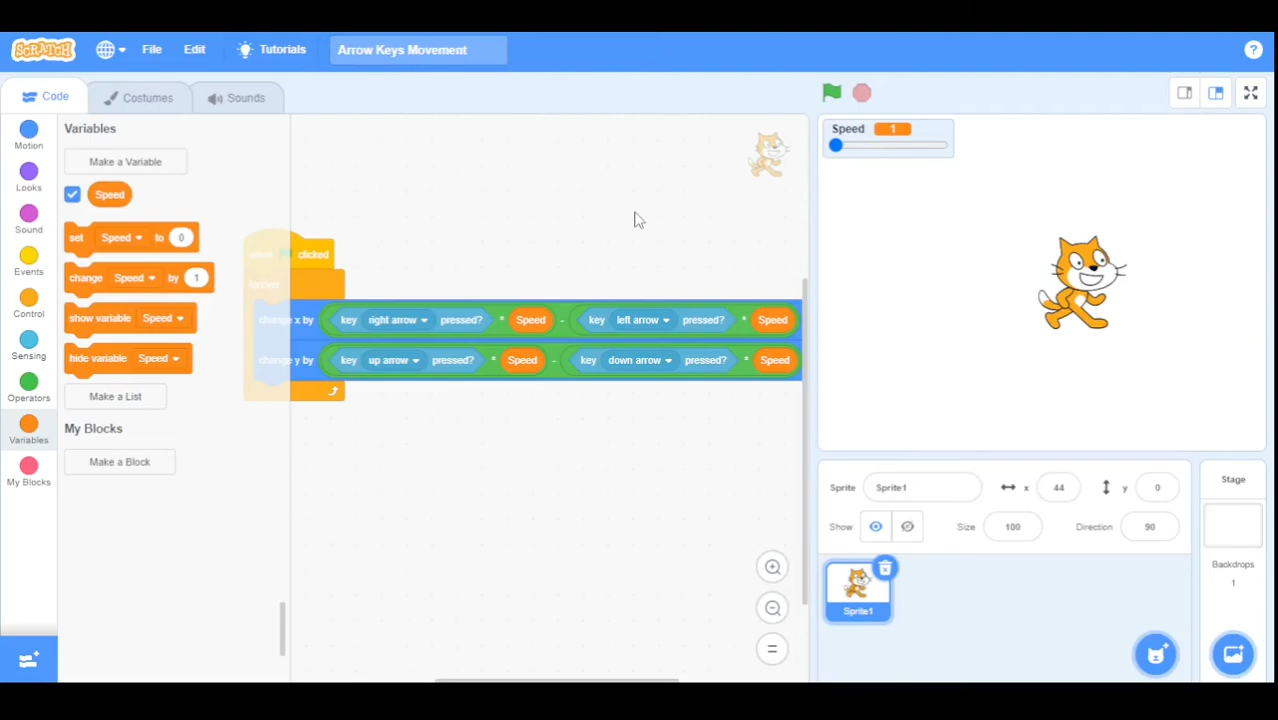 SCRATCH File Edit Tutorials Arrow Keys Movement ?
Code Costumes Sounds
Motion
Looks
Sound
Events
Control
Sensing
Operators
Variables
My Blocks
Variables
Make a Variable
Speed
set Speed to 0
change Speed by 1
show variable Speed
hide variable Speed
Make a List
My Blocks
Make a Block
when clicked
forever
change x by key right arrow pressed? * Speed - key left arrow pressed? * Speed
change y by key up arrow pressed? * Speed - key down arrow pressed? * Speed
Speed 1
Sprite Sprite1 x 44 y 0
Show Size 100 Direction 90
Sprite1
Stage
Backdrops
1